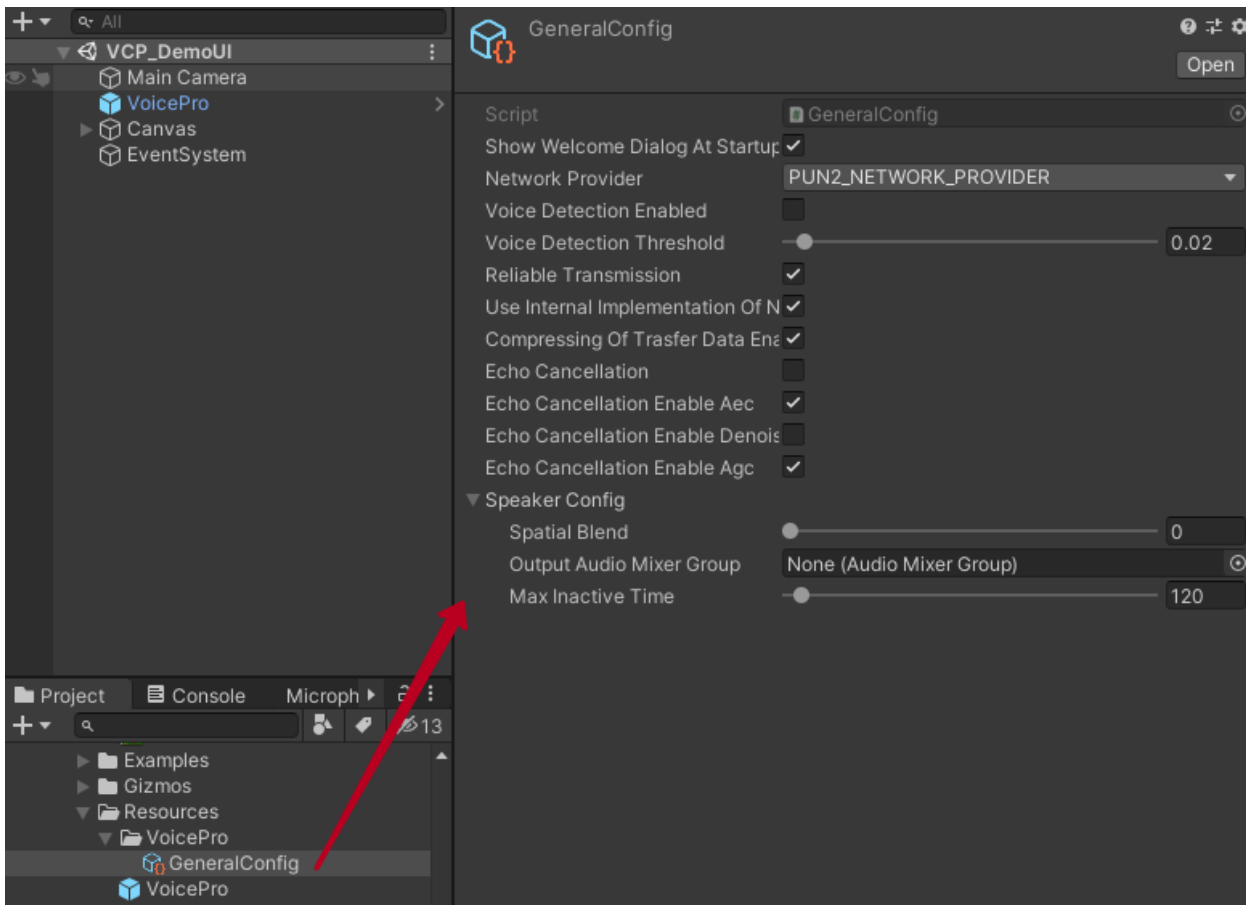 All
VCP_DemoUI
Main Camera
VoicePro
Canvas
EventSystem
GeneralConfig
Open
Script GeneralConfig
Show Welcome Dialog At Startup
Network Provider PUN2_NETWORK_PROVIDER
Voice Detection Enabled
Voice Detection Threshold 0.02
Reliable Transmission
Use Internal Implementation Of N
Compressing Of Trasfer Data Ena
Echo Cancellation
Echo Cancellation Enable Aec
Echo Cancellation Enable Denois
Echo Cancellation Enable Agc
Speaker Config
Spatial Blend 0
Output Audio Mixer Group None (Audio Mixer Group)
Max Inactive Time 120
Project Console Microph
13
Examples
Gizmos
Resources
VoicePro
GeneralConfig
VoicePro